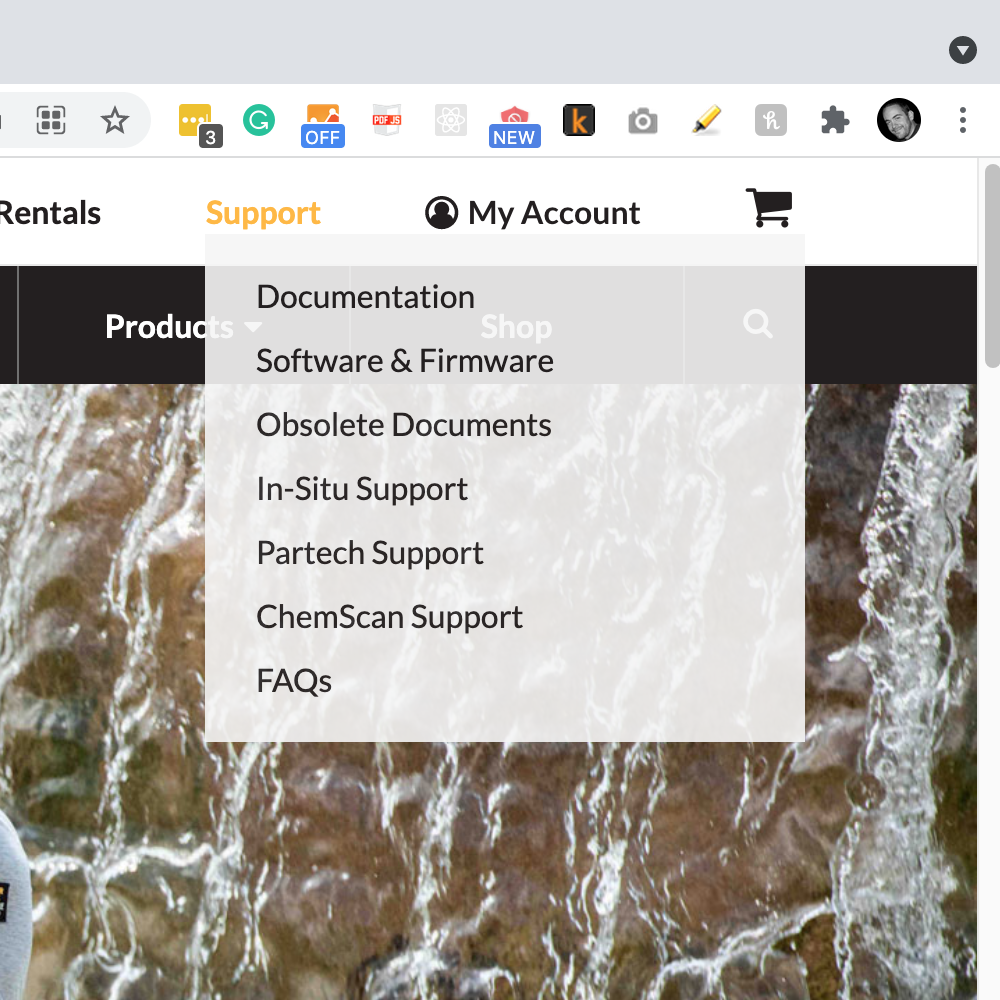 3
OFF
PDF JS
NEW
k
h
Rentals
Support
My Account
Products
Shop
Documentation
Software & Firmware
Obsolete Documents
In-Situ Support
Partech Support
ChemScan Support
FAQs